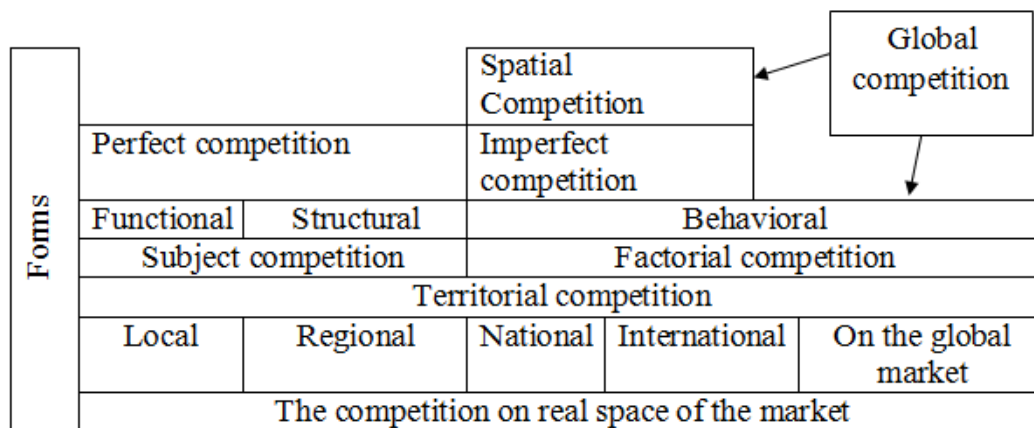 Global
competition
Spatial
Competition
Perfect competition
Imperfect
competition
Forms
Functional
Structural
Behavioral
Subject competition
Factorial competition
Territorial competition
Local
Regional
National
International
On the global
market
The competition on real space of the market